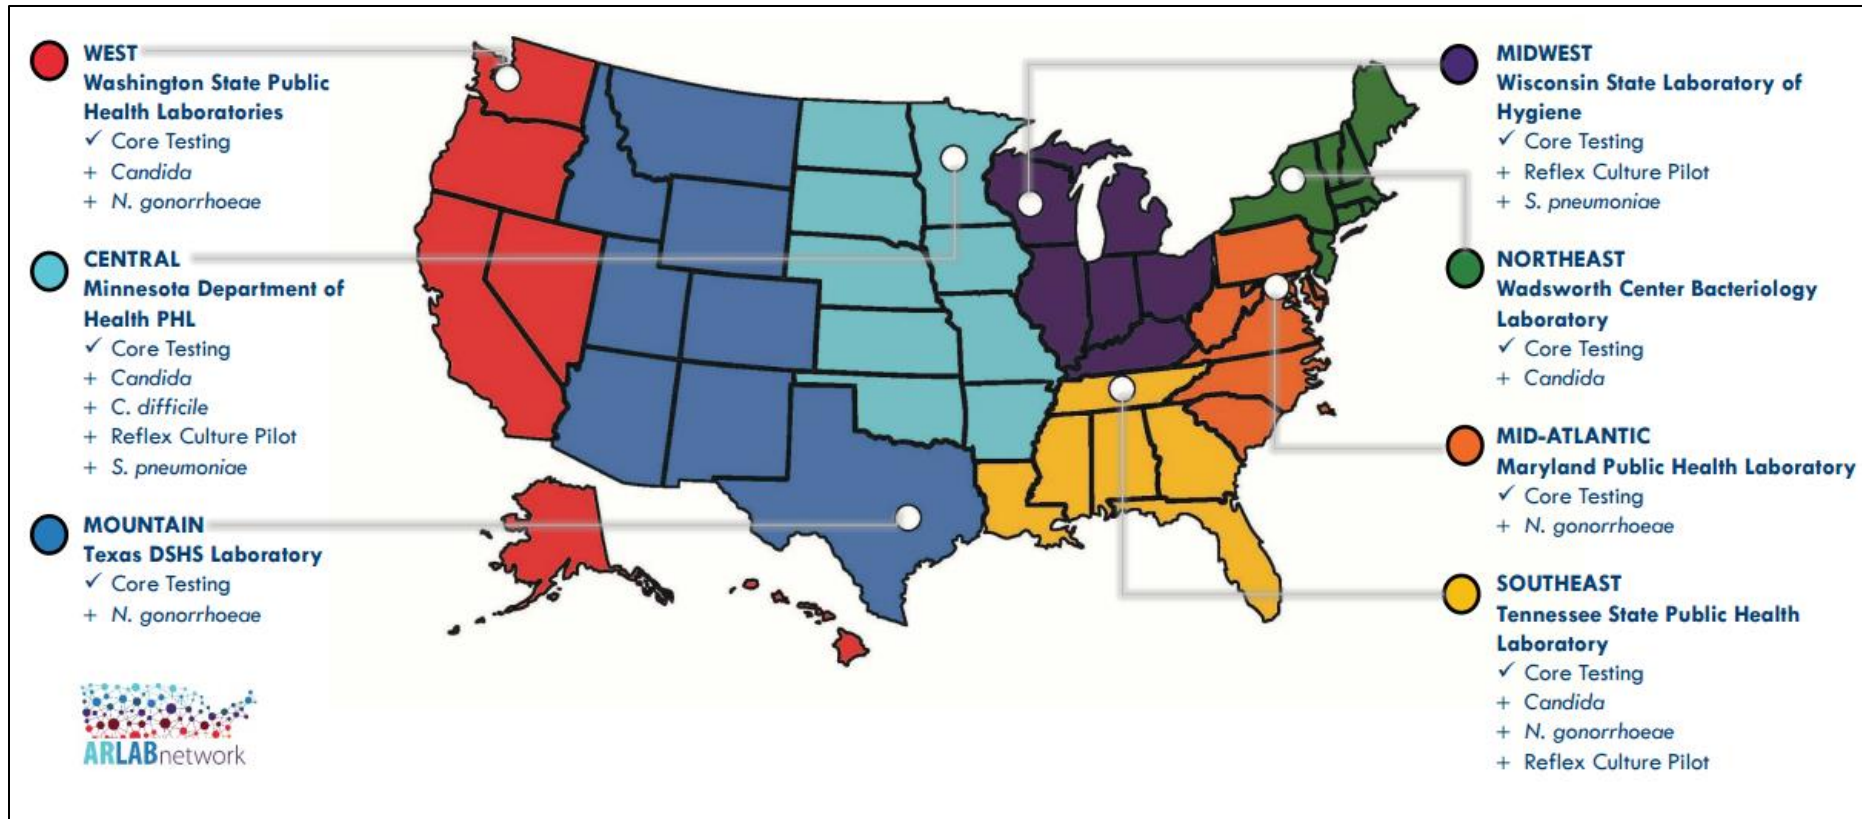 WEST
Washington State Public
Health Laboratories
✓ Core Testing
+ Candida
+ N. gonorrhoeae
CENTRAL
Minnesota Department of
Health PHL
✓ Core Testing
+ Candida
+ C. difficile
+ Reflex Culture Pilot
+ S. pneumoniae
MOUNTAIN
Texas DSHS Laboratory
✓ Core Testing
+ N. gonorrhoeae
ARLABnetwork
MIDWEST
Wisconsin State Laboratory of
Hygiene
✓ Core Testing
+ Reflex Culture Pilot
+ S. pneumoniae
NORTHEAST
Wadsworth Center Bacteriology
Laboratory
✓ Core Testing
+ Candida
MID-ATLANTIC
Maryland Public Health Laboratory
✓ Core Testing
+ N. gonorrhoeae
SOUTHEAST
Tennessee State Public Health
Laboratory
✓ Core Testing
+ Candida
+ N. gonorrhoeae
+ Reflex Culture Pilot